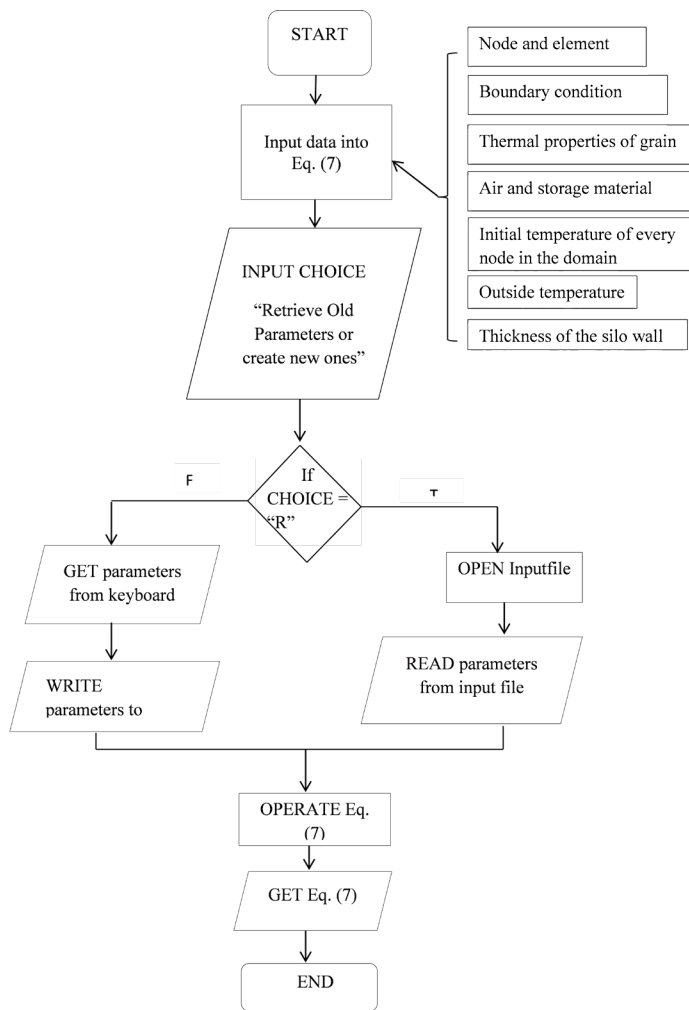 START
Input data into
Eq. (7)
Node and element
Boundary condition
Thermal properties of grain
Air and storage material
Initial temperature of every
node in the domain
Outside temperature
Thickness of the silo wall
INPUT CHOICE
“Retrieve Old
Parameters or
create new ones”
If
CHOICE =
“R”
F
T
GET parameters
from keyboard
WRITE
parameters to
OPEN Inputfile
READ parameters
from input file
OPERATE Eq.
(7)
GET Eq. (7)
END